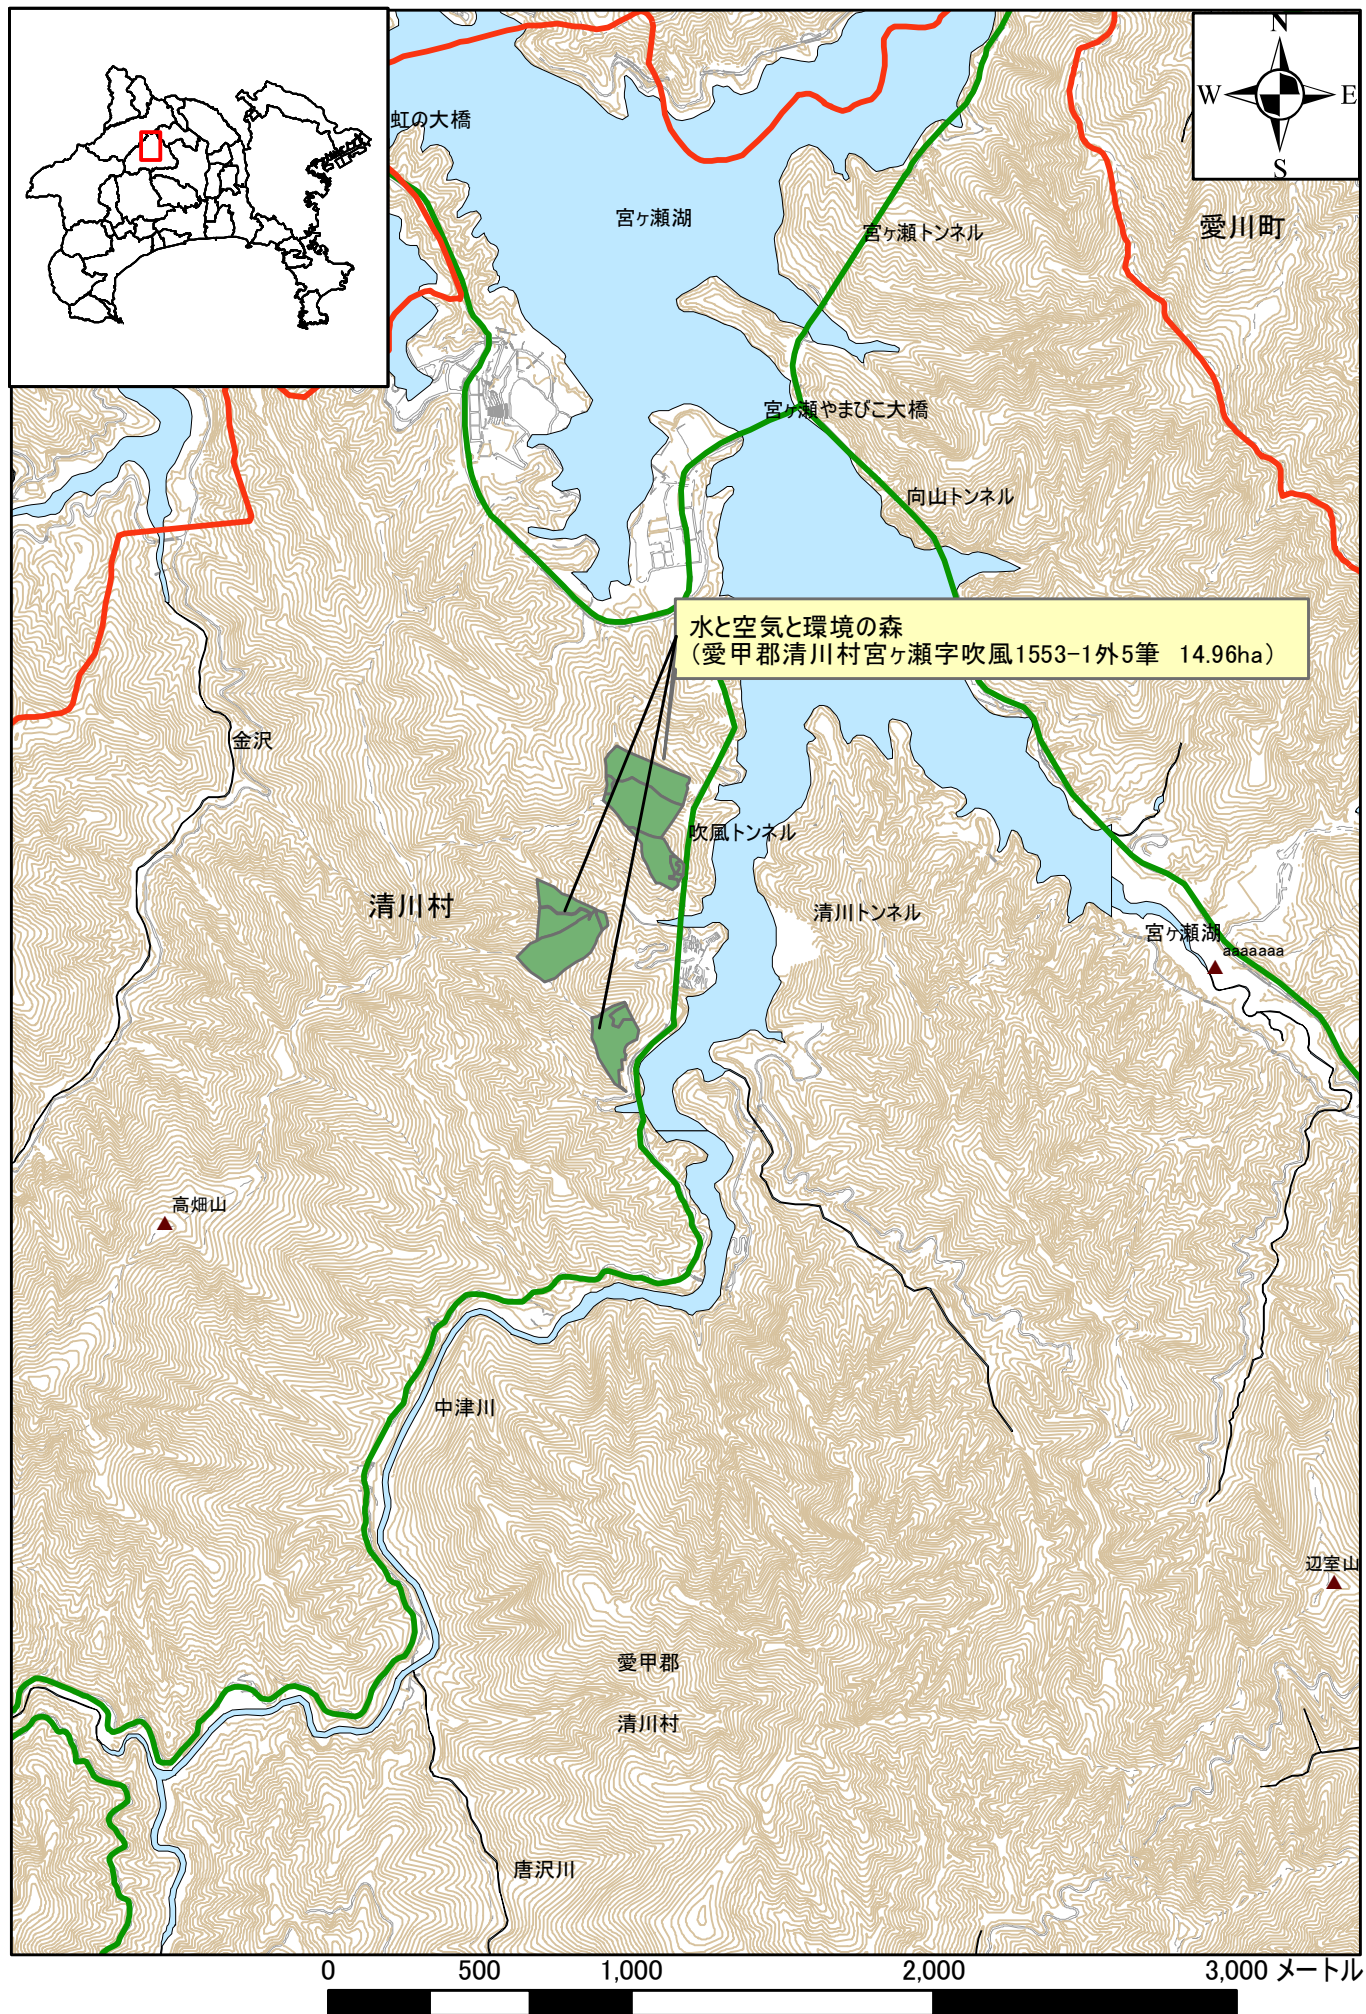 N
W
E
S
虹の大橋
宮ヶ瀬湖
宮ヶ瀬トンネル
愛川町
宮ヶ瀬やまびこ大橋
向山トンネル
水と空気と環境の森
（愛甲郡清川村宮ヶ瀬字吹風1553-1外5筆 14.96ha）
金沢
吹風トンネル
清川村
清川トンネル
宮ヶ瀬湖
aaaaaaa
高畑山
中津川
辺室山
愛甲郡
清川村
唐沢川
0 500 1,000 2,000 3,000 メートル